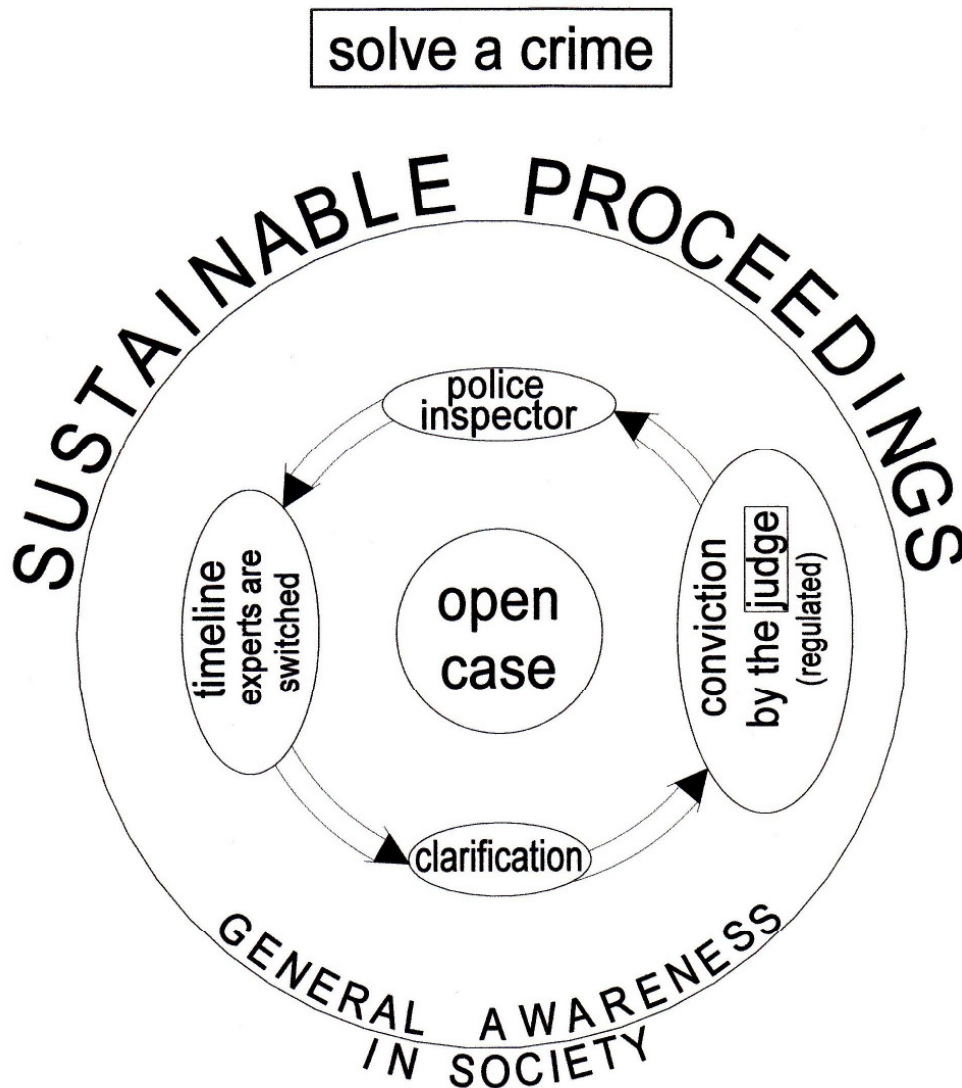 solve a crime
SUSTAINABLE PROCEEDINGS
police
inspector
timeline
experts are
switched
open
case
conviction
by the judge
(regulated)
clarification
GENERAL AWARENESS
IN SOCIETY